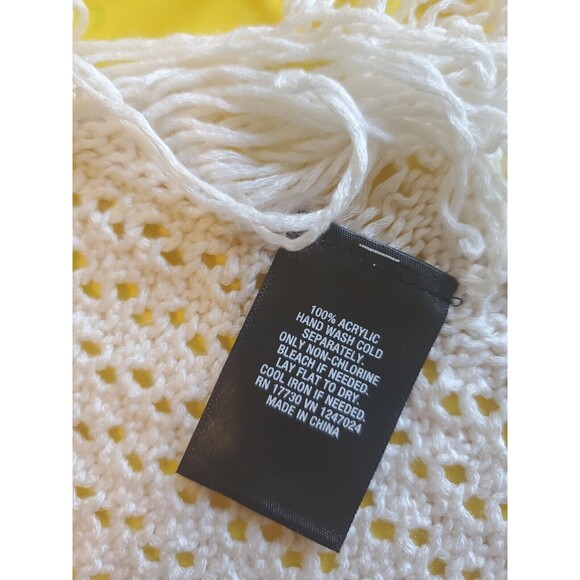 100% ACRYLIC
HAND WASH COLD
SEPARATELY.
ONLY NON-CHLORINE
BLEACH IF NEEDED.
LAY FLAT TO DRY.
COOL IRON IF NEEDED.
RN 17730 VN 1247024
MADE IN CHINA